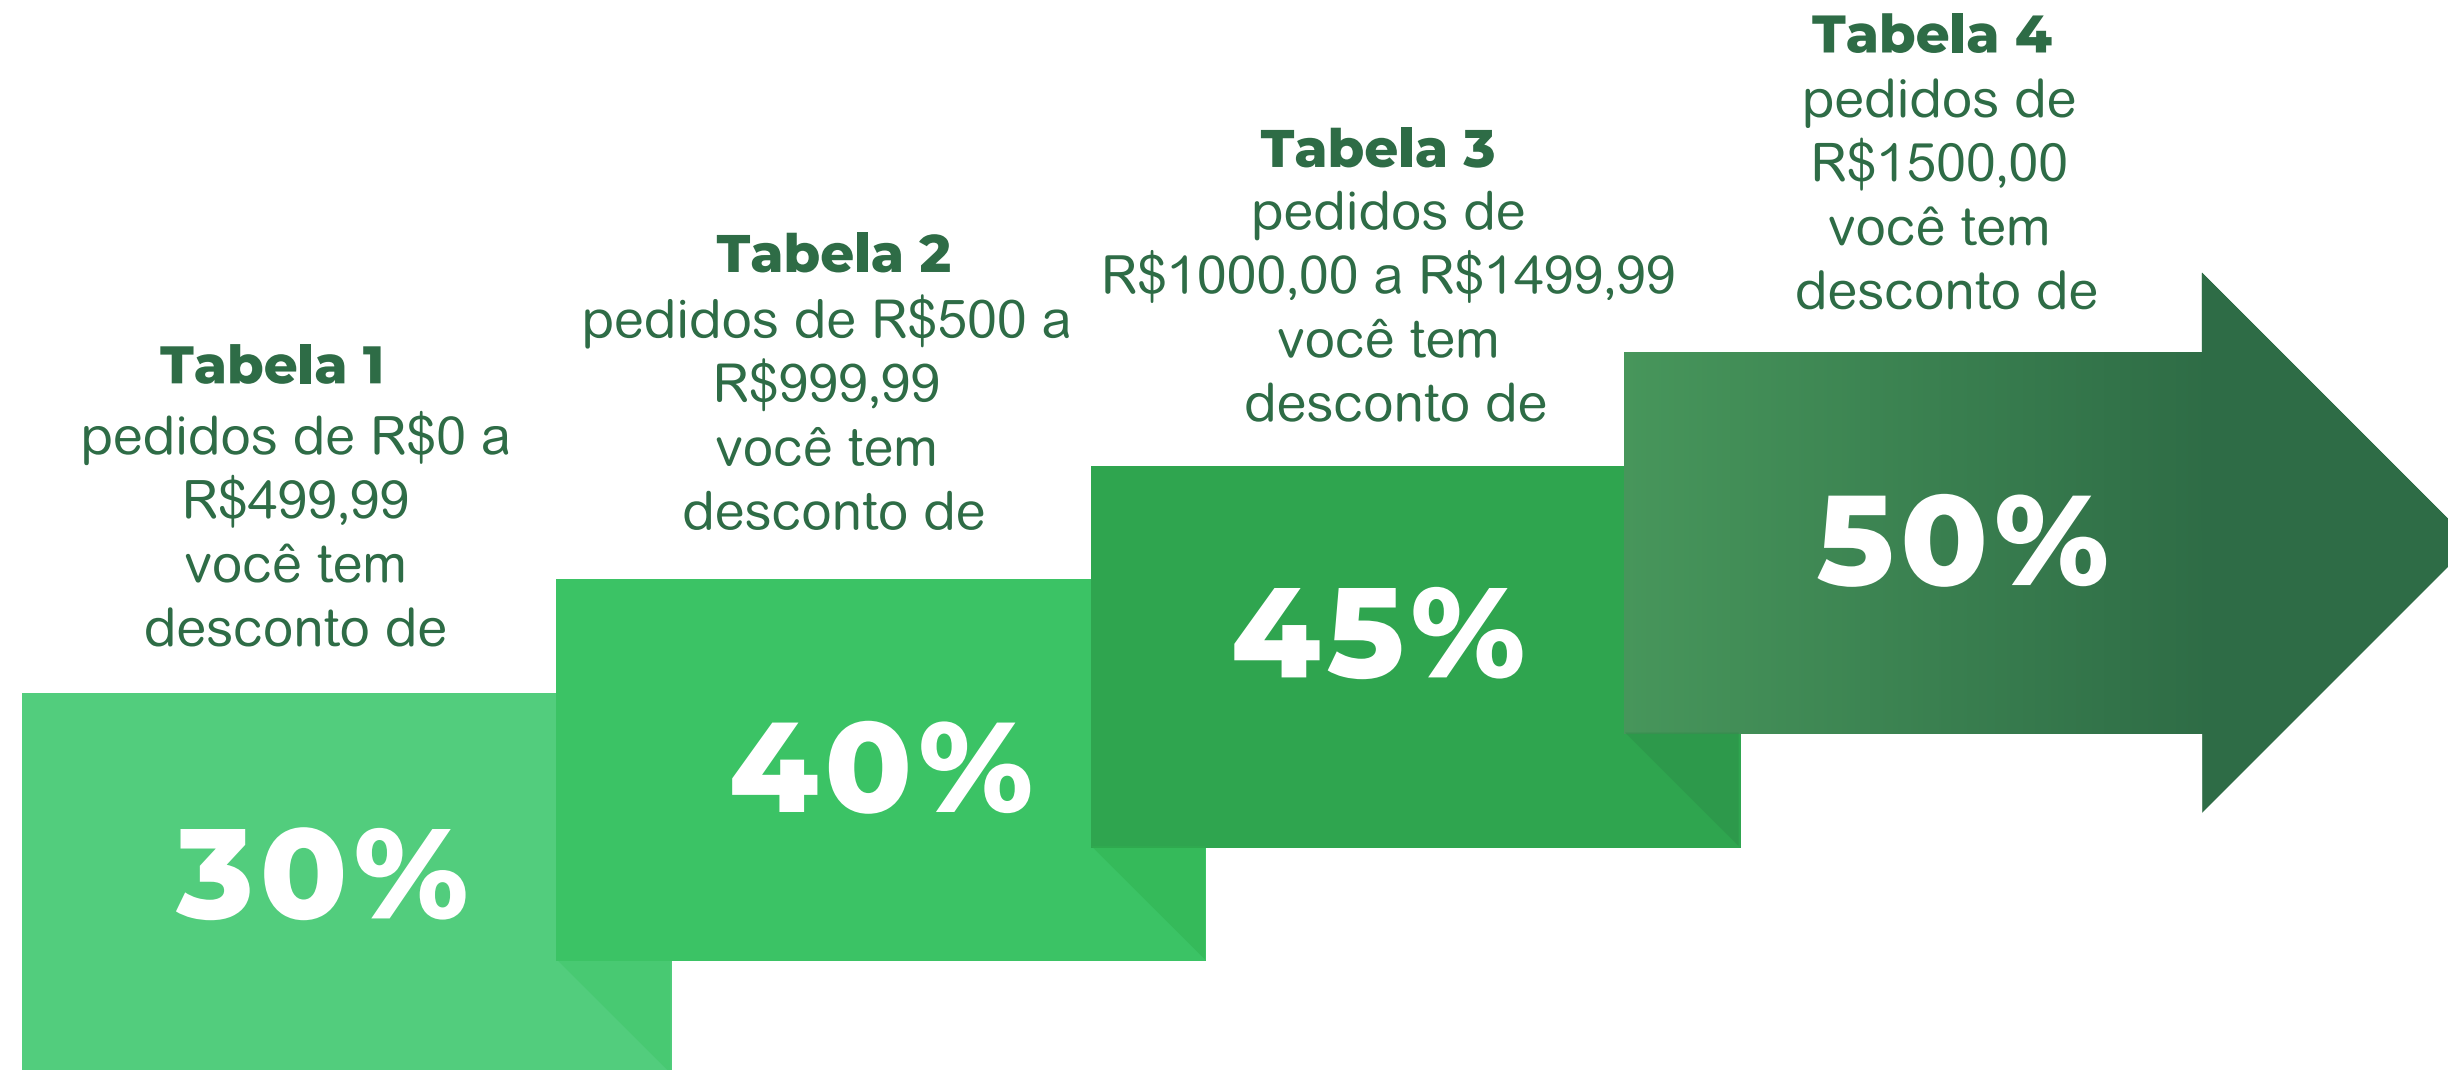 Tabela 1
pedidos de R$0 a
R$499,99
você tem
desconto de
30%
Tabela 2
pedidos de R$500 a
R$999,99
você tem
desconto de
40%
Tabela 3
pedidos de
R$1000,00 a R$1499,99
você tem
desconto de
45%
Tabela 4
pedidos de
R$1500,00
você tem
desconto de
50%